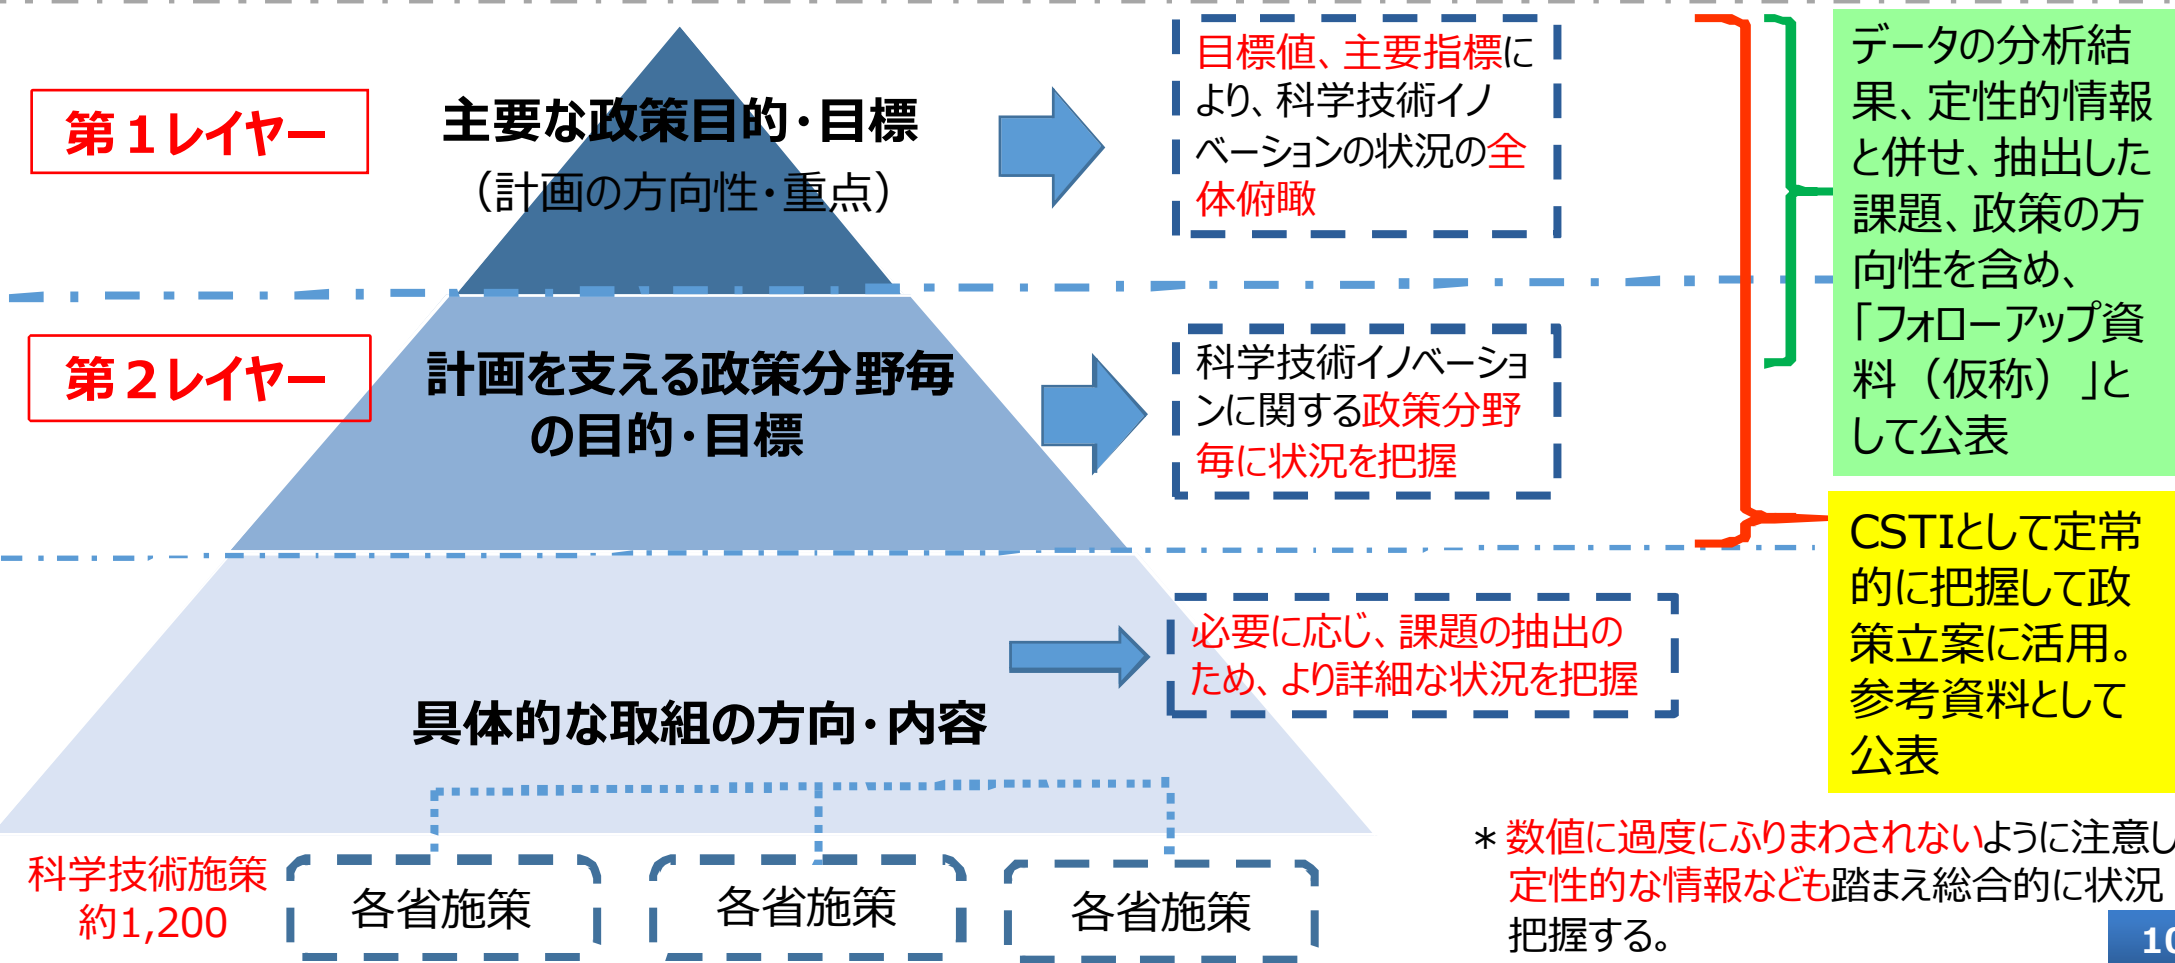 第1レイヤー
主要な政策目的・目標
（計画の方向性・重点）
目標値、主要指標に
より、科学技術イノ
ベーションの状況の全
体俯瞰
データの分析結
果、定性的情報
と併せ、抽出した
課題、政策の方
向性を含め、
「フォローアップ資
料（仮称）」と
して公表
第2レイヤー
計画を支える政策分野毎
の目的・目標
科学技術イノベーショ
ンに関する政策分野
毎に状況を把握
CSTIとして定常
的に把握して政
策立案に活用。
参考資料として
公表
具体的な取組の方向・内容
必要に応じ、課題の抽出の
ため、より詳細な状況を把握
科学技術施策
約1,200
各省施策
各省施策
各省施策
＊数値に過度にふりまわされないように注意し
定性的な情報なども踏まえ総合的に状況
把握する。
10